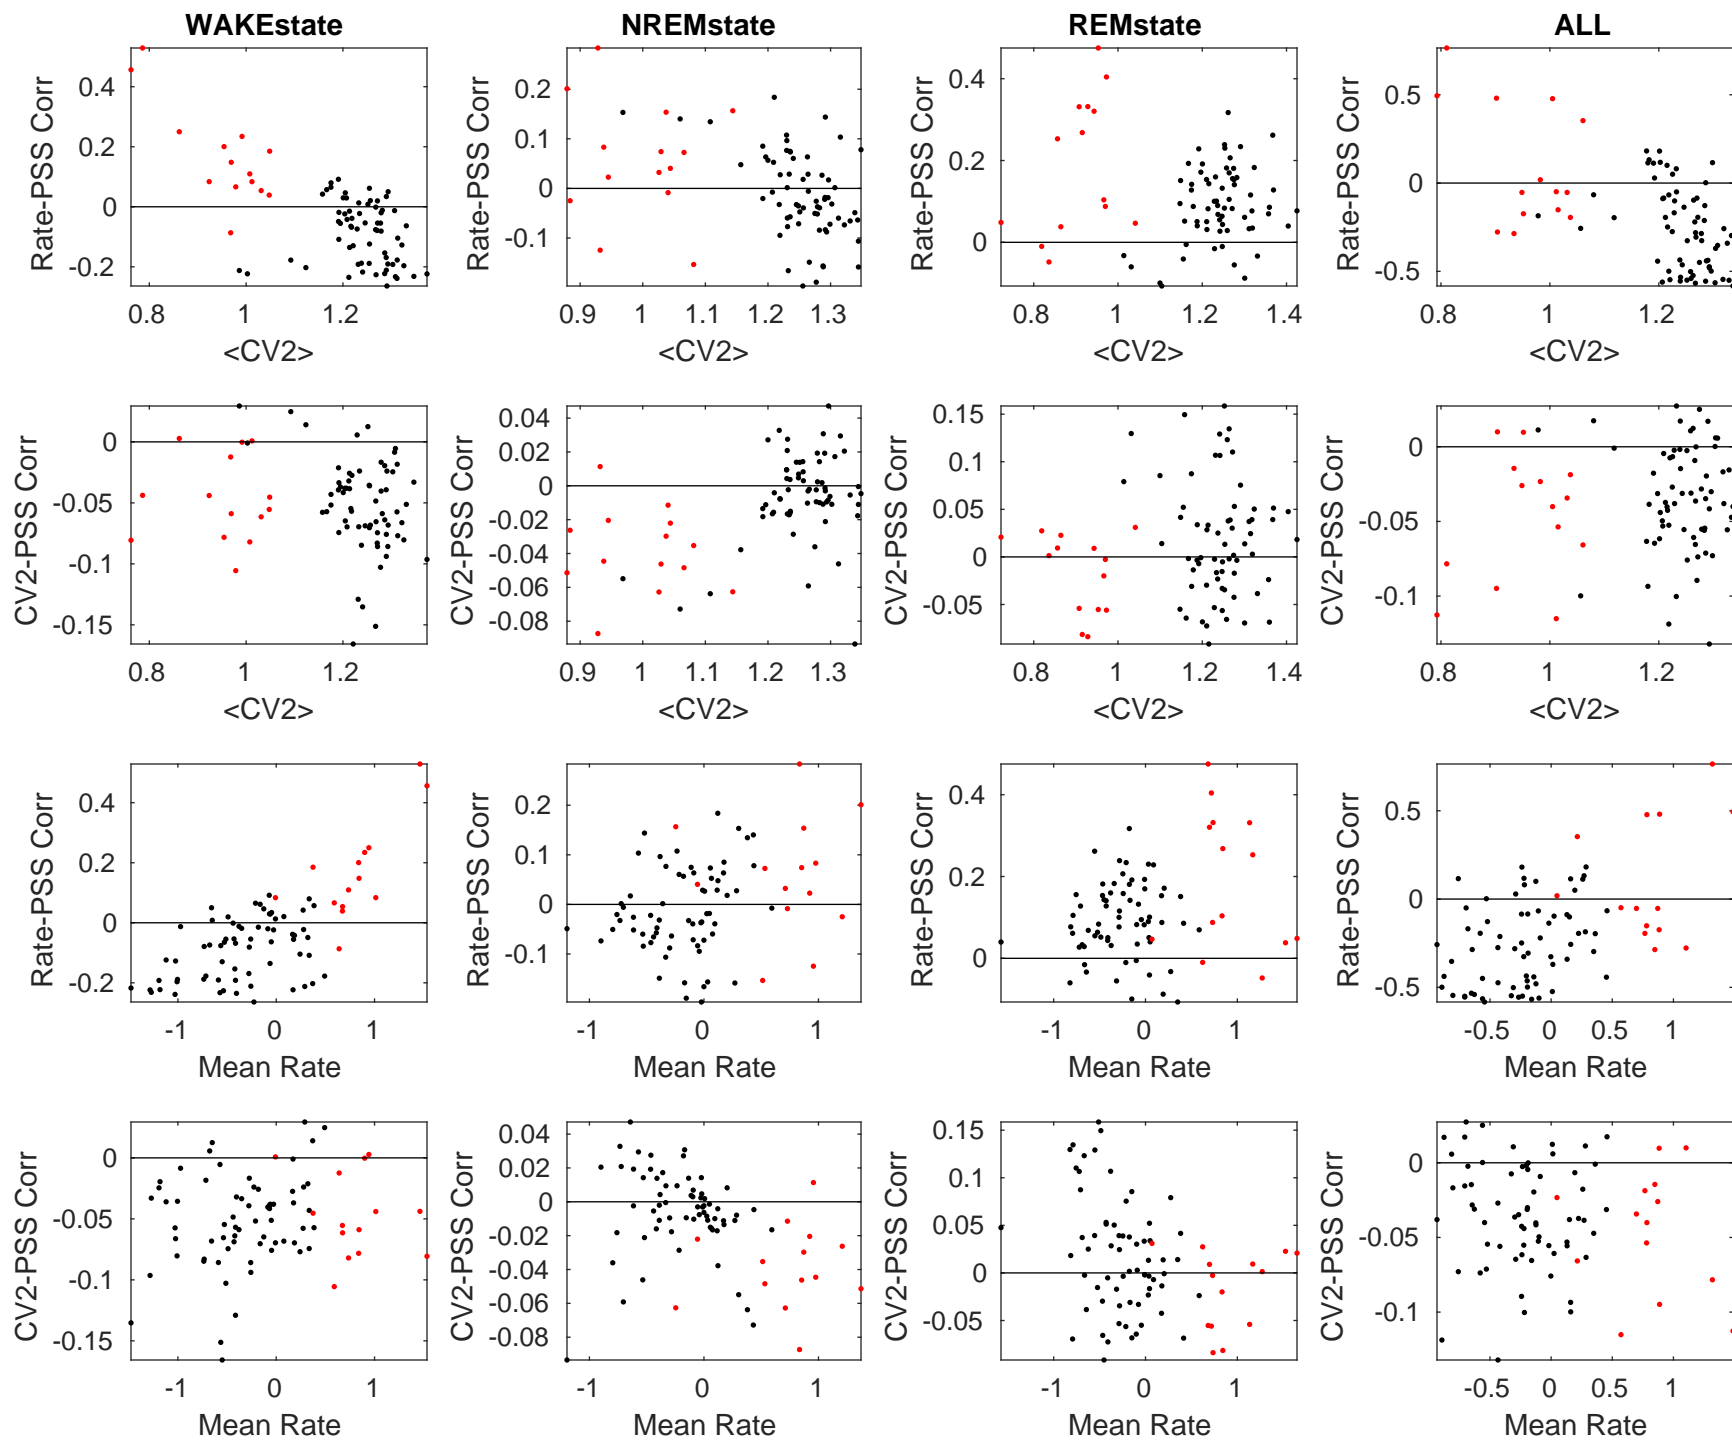 WAKEstate NREMstate REMstate ALL
Rate-PSS Corr 0.4 0.2 0 -0.2 Rate-PSS Corr 0.2 0.1 0 -0.1 Rate-PSS Corr 0.4 0.2 0 Rate-PSS Corr 0.5 0 -0.5
0.8 1 1.2 0.9 1 1.1 1.2 1.3 0.8 1 1.2 1.4 0.8 1 1.2
<CV2> <CV2> <CV2> <CV2>
CV2-PSS Corr 0 -0.05 -0.1 -0.15 CV2-PSS Corr 0.04 0.02 0 -0.02 -0.04 -0.06 -0.08 CV2-PSS Corr 0.15 0.1 0.05 0 -0.05 CV2-PSS Corr 0 -0.05 -0.1
0.8 1 1.2 0.9 1 1.1 1.2 1.3 0.8 1 1.2 1.4 0.8 1 1.2
<CV2> <CV2> <CV2> <CV2>
Rate-PSS Corr 0.4 0.2 0 -0.2 Rate-PSS Corr 0.2 0.1 0 -0.1 Rate-PSS Corr 0.4 0.2 0 Rate-PSS Corr 0.5 0 -0.5
-1 0 1 -1 0 1 -1 0 1 -0.5 0 0.5 1
Mean Rate Mean Rate Mean Rate Mean Rate
CV2-PSS Corr 0 -0.05 -0.1 -0.15 CV2-PSS Corr 0.04 0.02 0 -0.02 -0.04 -0.06 -0.08 CV2-PSS Corr 0.15 0.1 0.05 0 -0.05 CV2-PSS Corr 0 -0.05 -0.1
-1 0 1 -1 0 1 -1 0 1 -0.5 0 0.5 1
Mean Rate Mean Rate Mean Rate Mean Rate